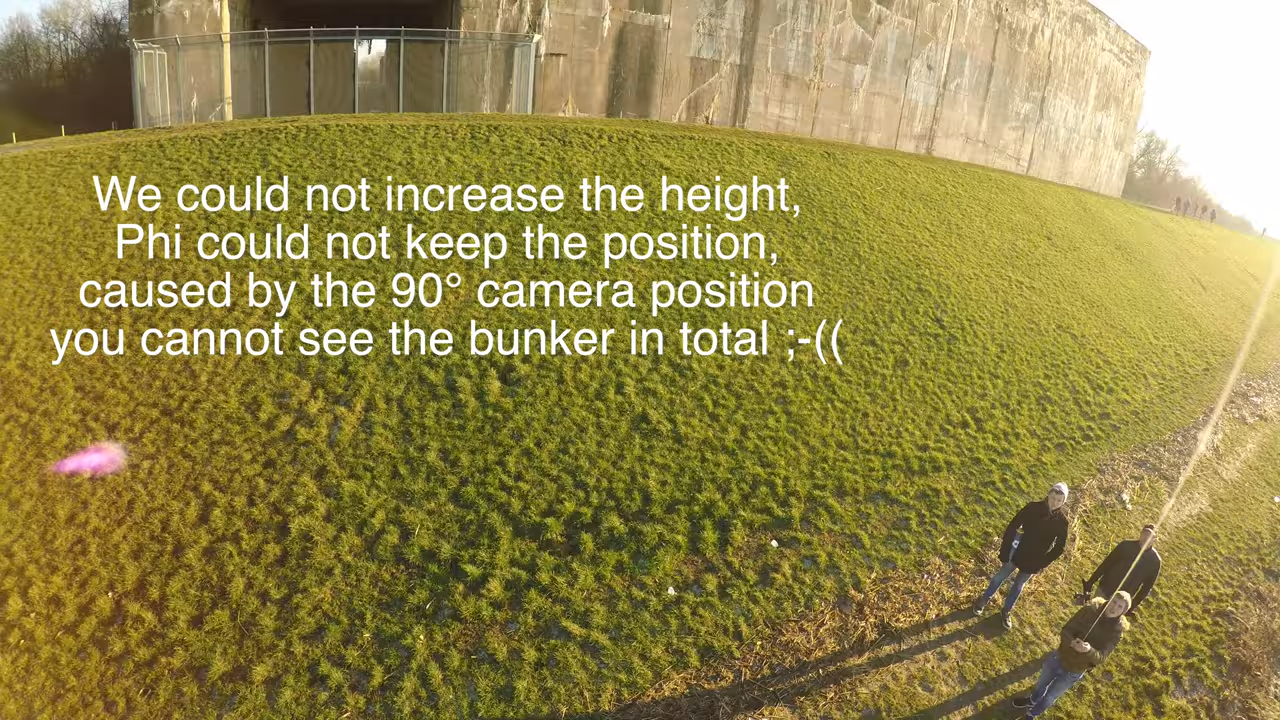 We could not increase the height,
Phi could not keep the position,
caused by the 90° camera position
you cannot see the bunker in total ;-((